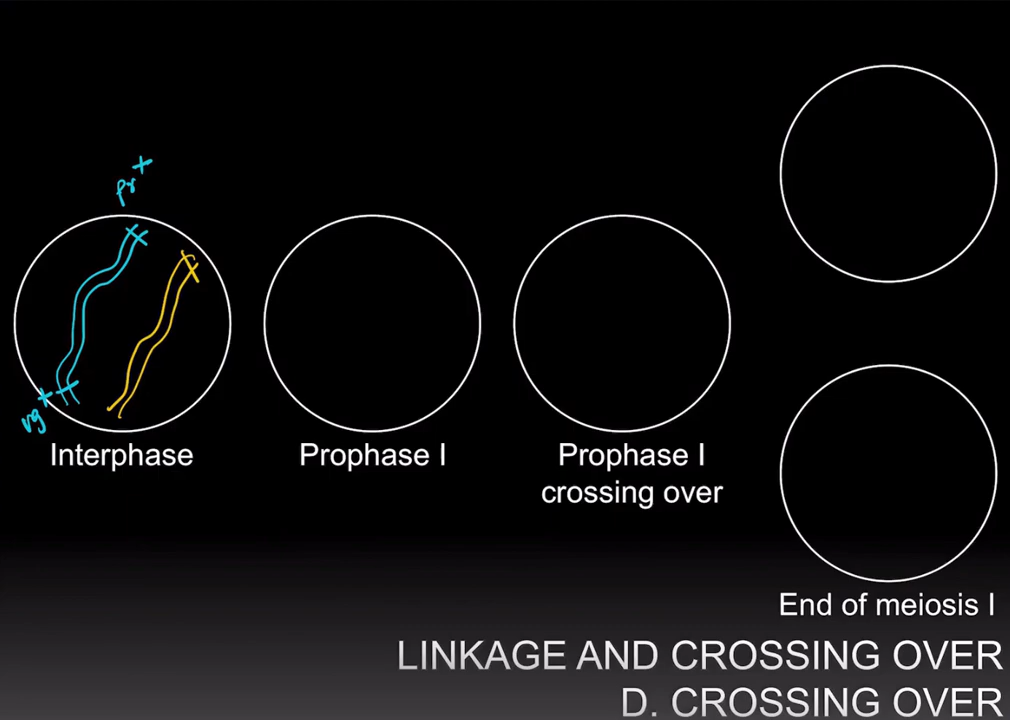 pr+
vg+
Interphase
Prophase I
Prophase I
crossing over
End of meiosis I
LINKAGE AND CROSSING OVER
D. CROSSING OVER